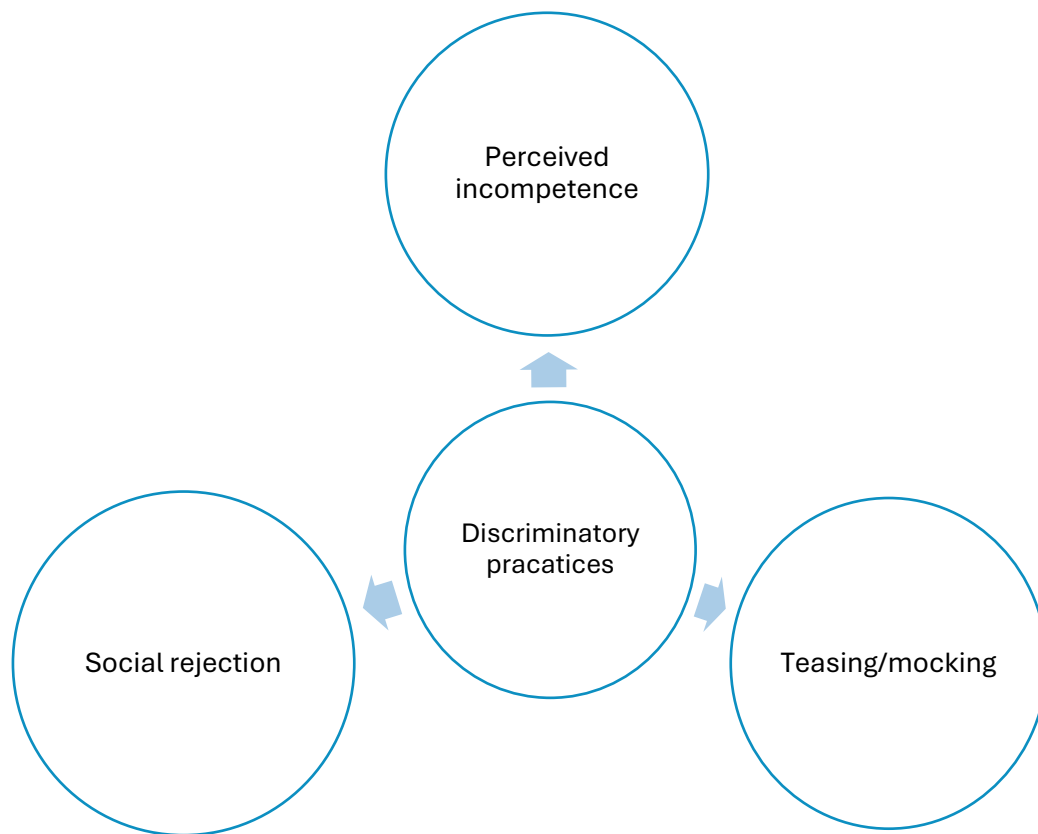 Perceived
incompetence
Discriminatory
pracatices
Social rejection
Teasing/mocking